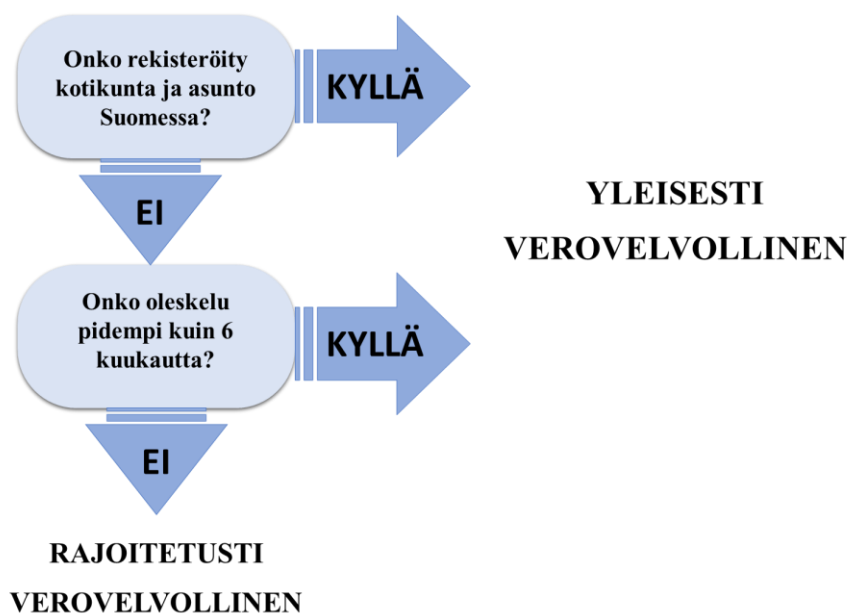 Onko rekisteröity
kotikunta ja asunto
Suomessa?
KYLLÄ
EI
YLEISESTI
VEROVELVOLLINEN
Onko oleskelu
pidempi kuin 6
kuukautta?
KYLLÄ
EI
RAJOITETUSTI
VEROVELVOLLINEN